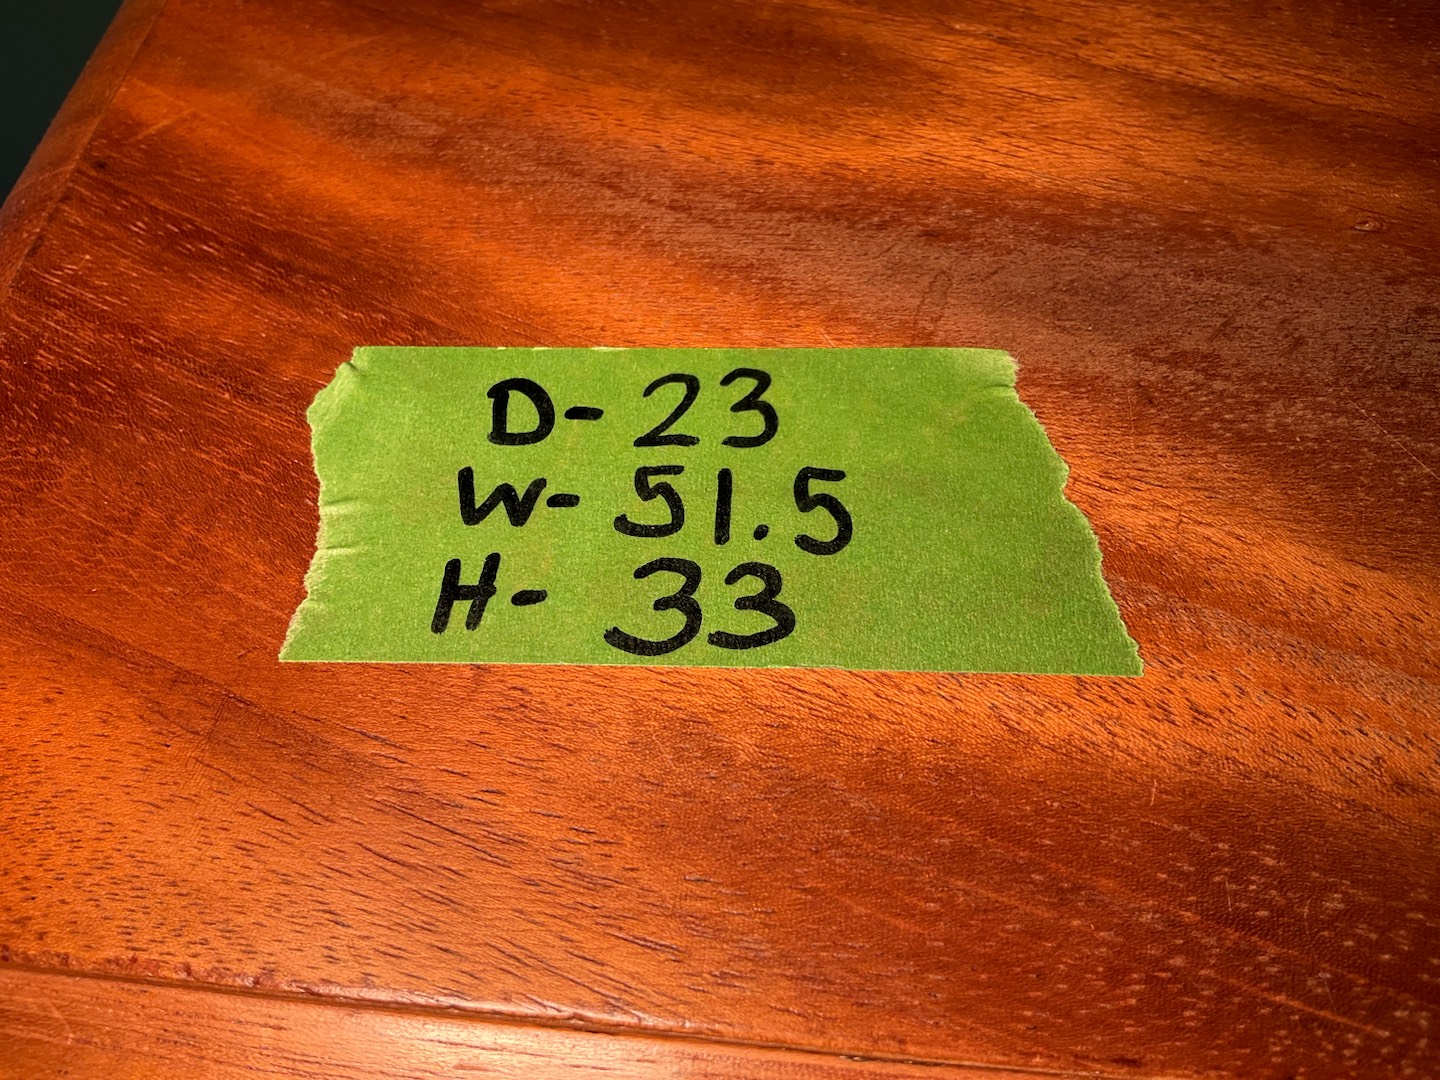 D- 23
W- 51.5
H- 33